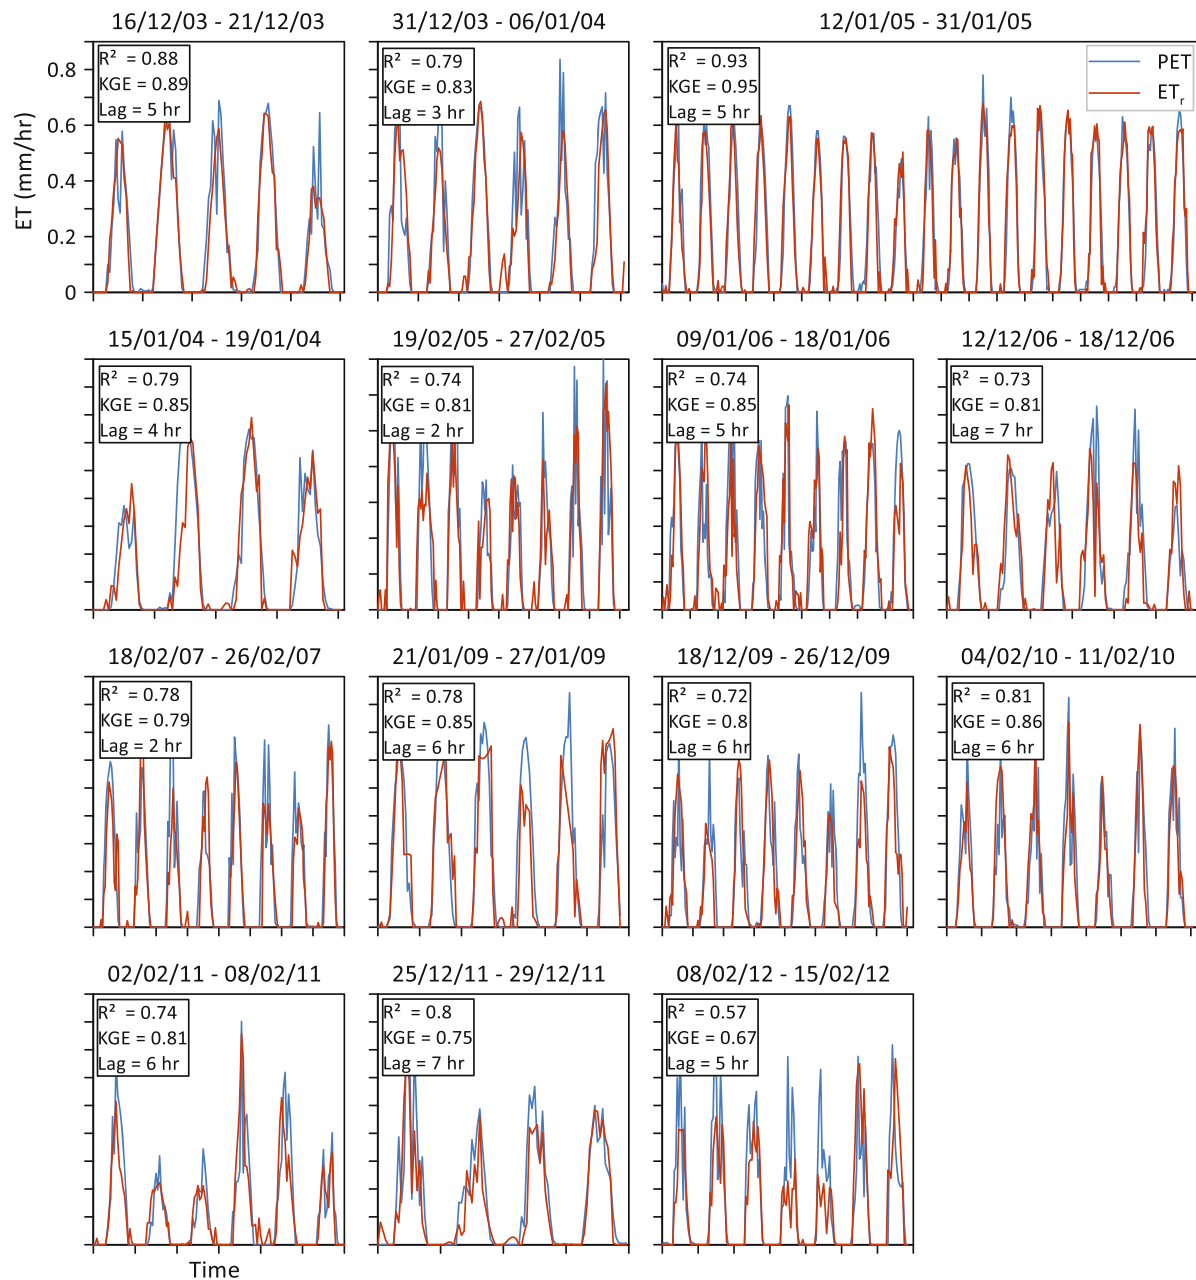 16/12/03 - 21/12/03
R² = 0.88
KGE = 0.89
Lag = 5 hr
31/12/03 - 06/01/04
R² = 0.79
KGE = 0.83
Lag = 3 hr
12/01/05 - 31/01/05
R² = 0.93
KGE = 0.95
Lag = 5 hr
PET
ETr
ET (mm/hr)
0.8
0.6
0.4
0.2
0
15/01/04 - 19/01/04
R² = 0.79
KGE = 0.85
Lag = 4 hr
19/02/05 - 27/02/05
R² = 0.74
KGE = 0.81
Lag = 2 hr
09/01/06 - 18/01/06
R² = 0.74
KGE = 0.85
Lag = 5 hr
12/12/06 - 18/12/06
R² = 0.73
KGE = 0.81
Lag = 7 hr
18/02/07 - 26/02/07
R² = 0.78
KGE = 0.79
Lag = 2 hr
21/01/09 - 27/01/09
R² = 0.78
KGE = 0.85
Lag = 6 hr
18/12/09 - 26/12/09
R² = 0.72
KGE = 0.8
Lag = 6 hr
04/02/10 - 11/02/10
R² = 0.81
KGE = 0.86
Lag = 6 hr
02/02/11 - 08/02/11
R² = 0.74
KGE = 0.81
Lag = 6 hr
25/12/11 - 29/12/11
R² = 0.8
KGE = 0.75
Lag = 7 hr
08/02/12 - 15/02/12
R² = 0.57
KGE = 0.67
Lag = 5 hr
Time